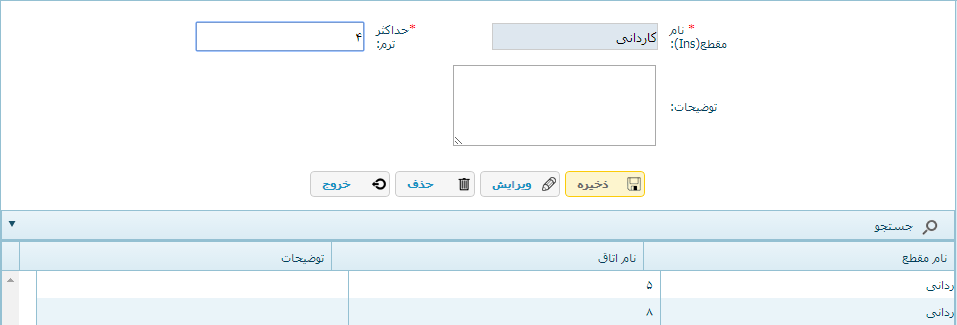 * نام
مقطع(Ins):
کاردانی
*حداکثر
ترم:
۴
توضیحات:
ذخیره
ویرایش
حذف
خروج
جستجو
نام مقطع
نام اتاق
توضیحات
ردانی
۵
ردانی
۸